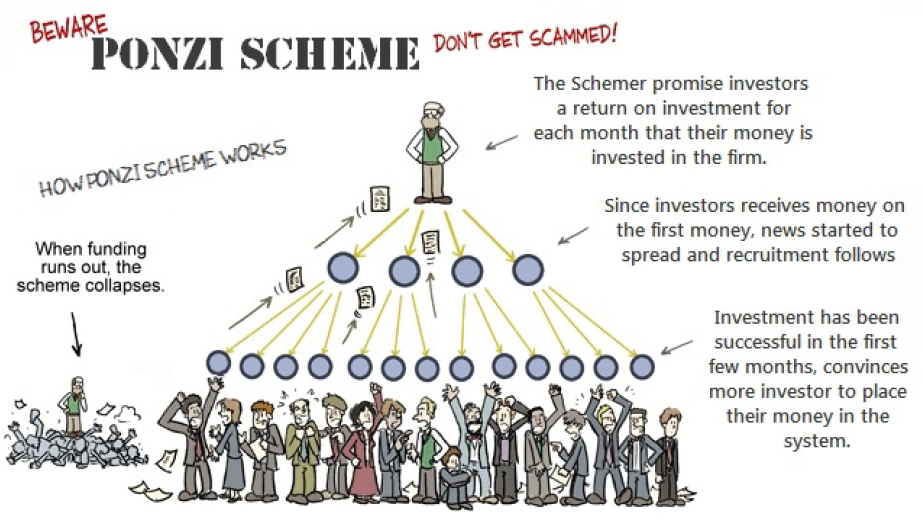 BEWARE
PONZI SCHEME
DON'T GET SCAMMED!
The Schemer promise investors
a return on investment for
each month that their money is
invested in the firm.
HOW PONZI SCHEME WORKS
Since investors receives money on
the first money, news started to
spread and recruitment follows
When funding
runs out, the
scheme collapses.
Investment has been
successful in the first
few months, convinces
more investor to place
their money in the
system.